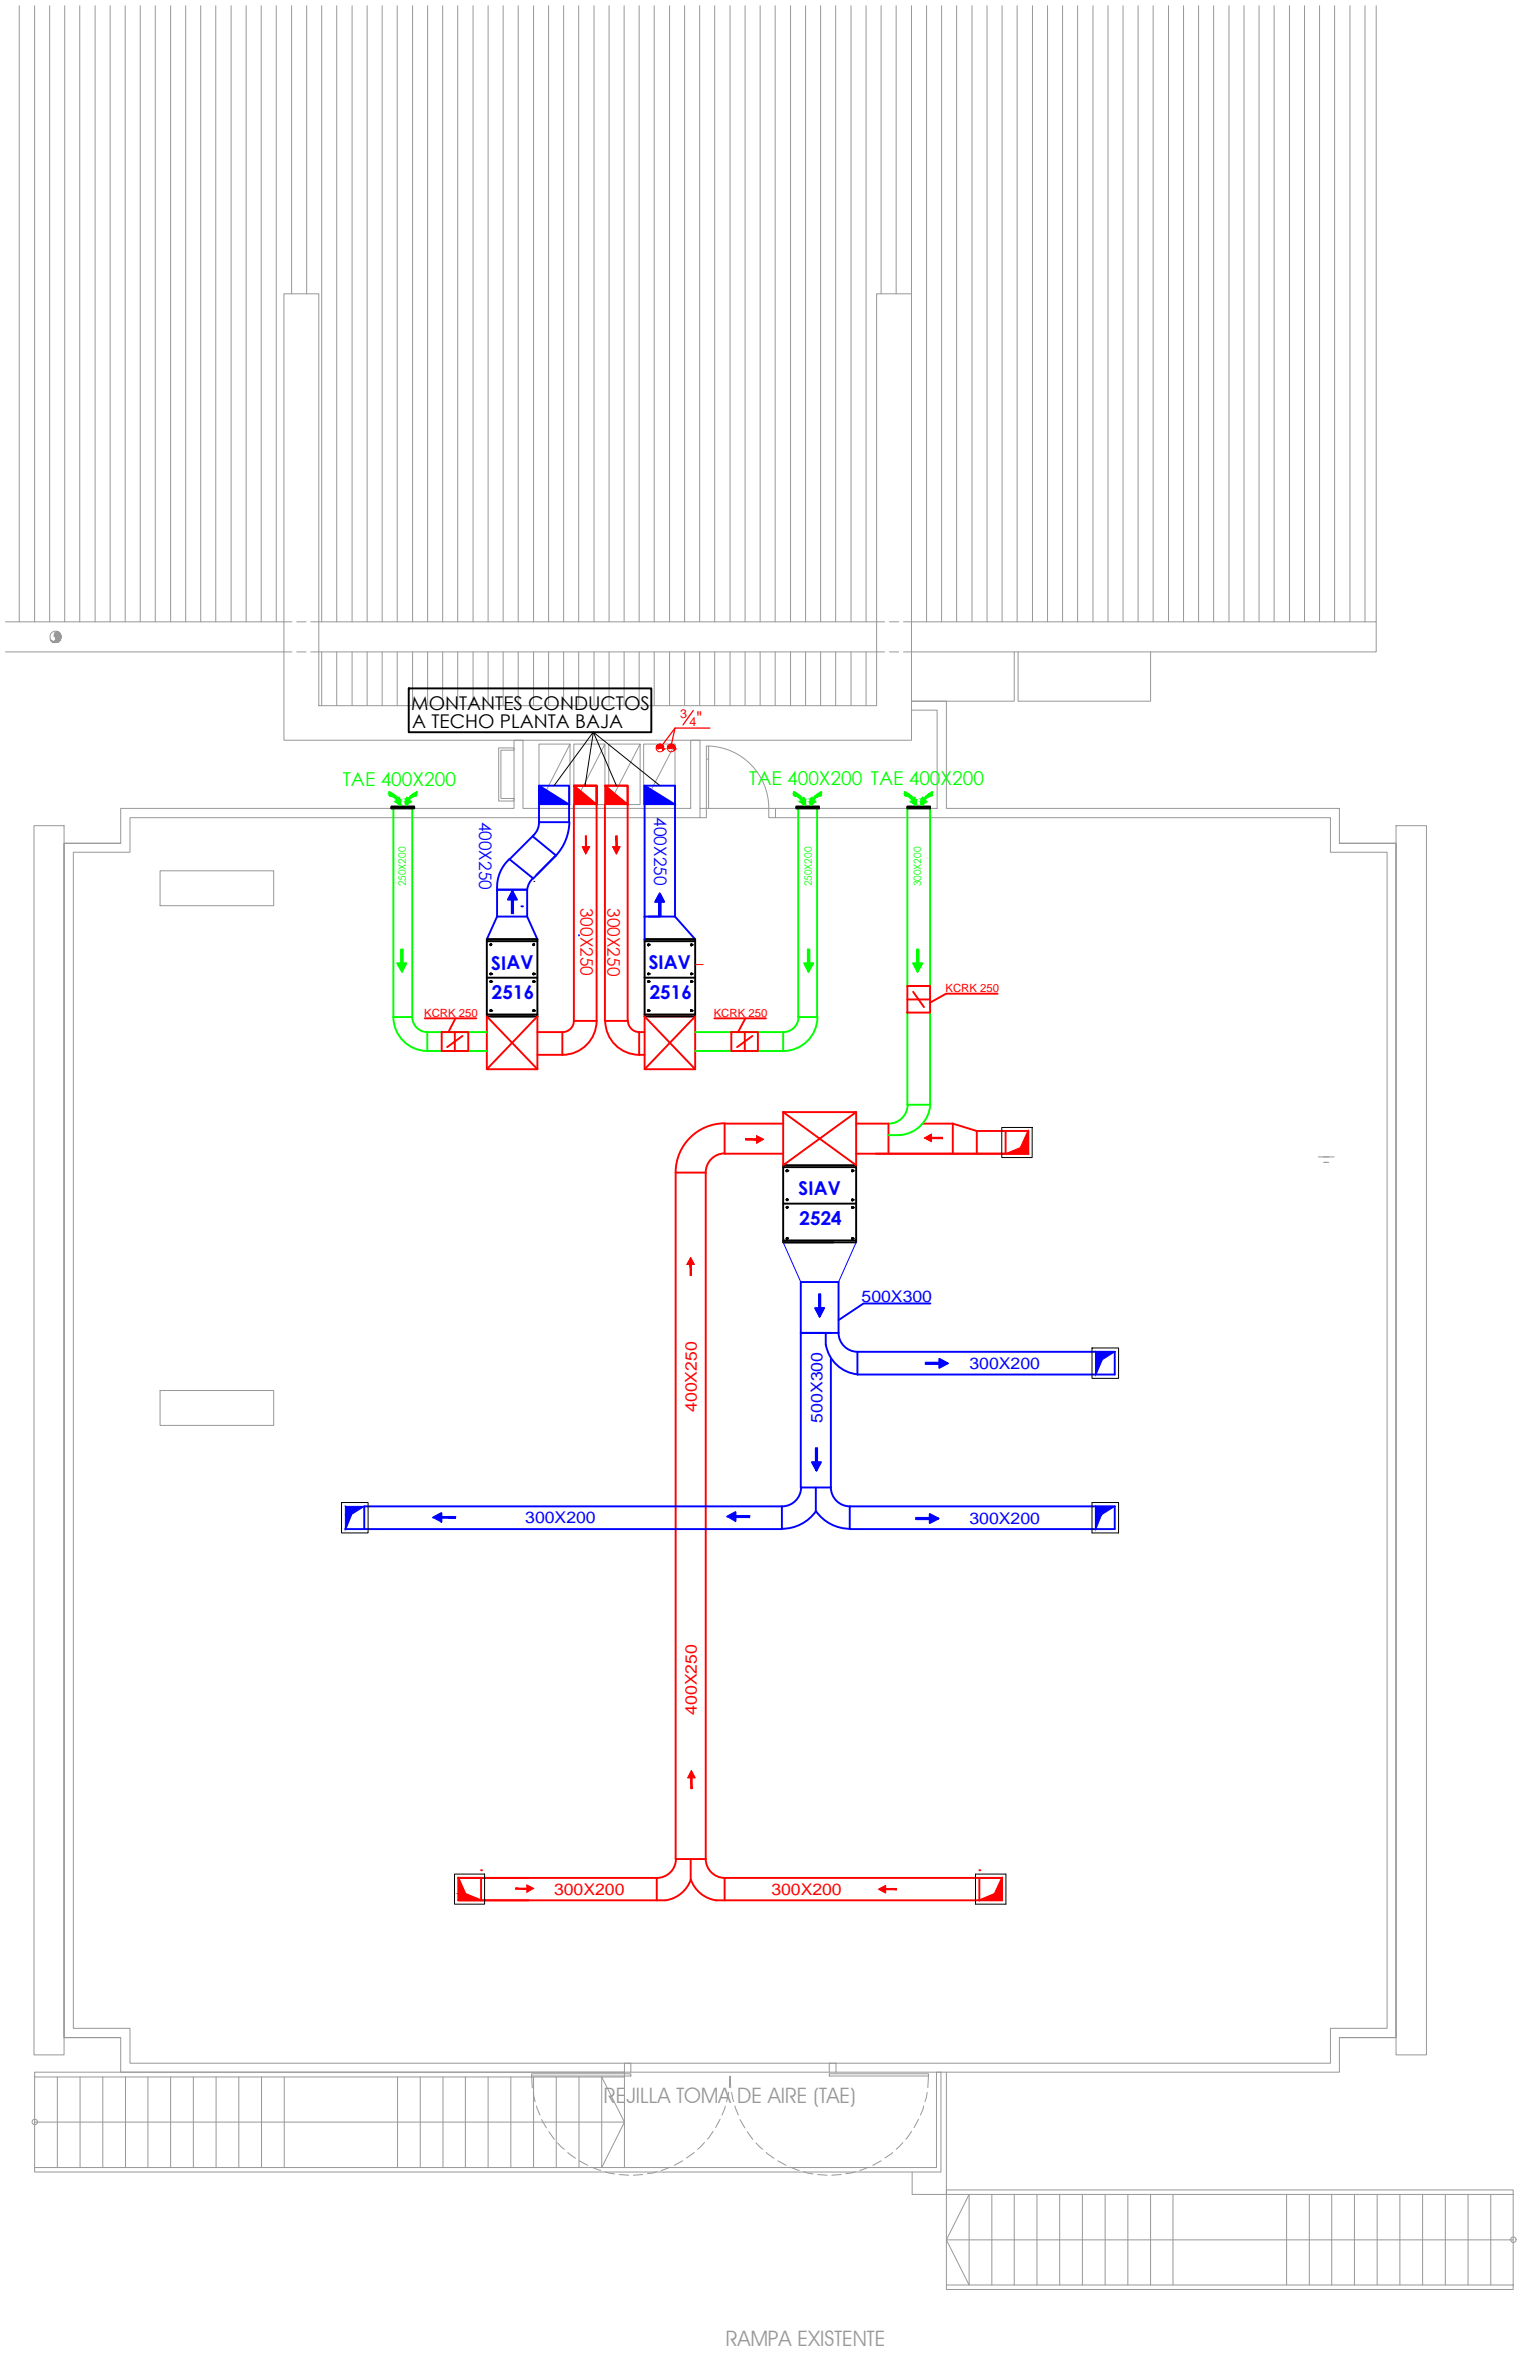 MONTANTES CONDUCTOS
A TECHO PLANTA BAJA
3/4"
TAE 400X200
TAE 400X200
TAE 400X200
400X250
250X200
300X250
300X250
400X250
250X200
300X200
SIAV
2516
SIAV
2516
KCRK 250
KCRK 250
KCRK 250
SIAV
2524
500X300
300X200
400X250
500X300
300X200
300X200
400X250
300X200
300X200
REJILLA TOMA DE AIRE (TAE)
RAMPA EXISTENTE